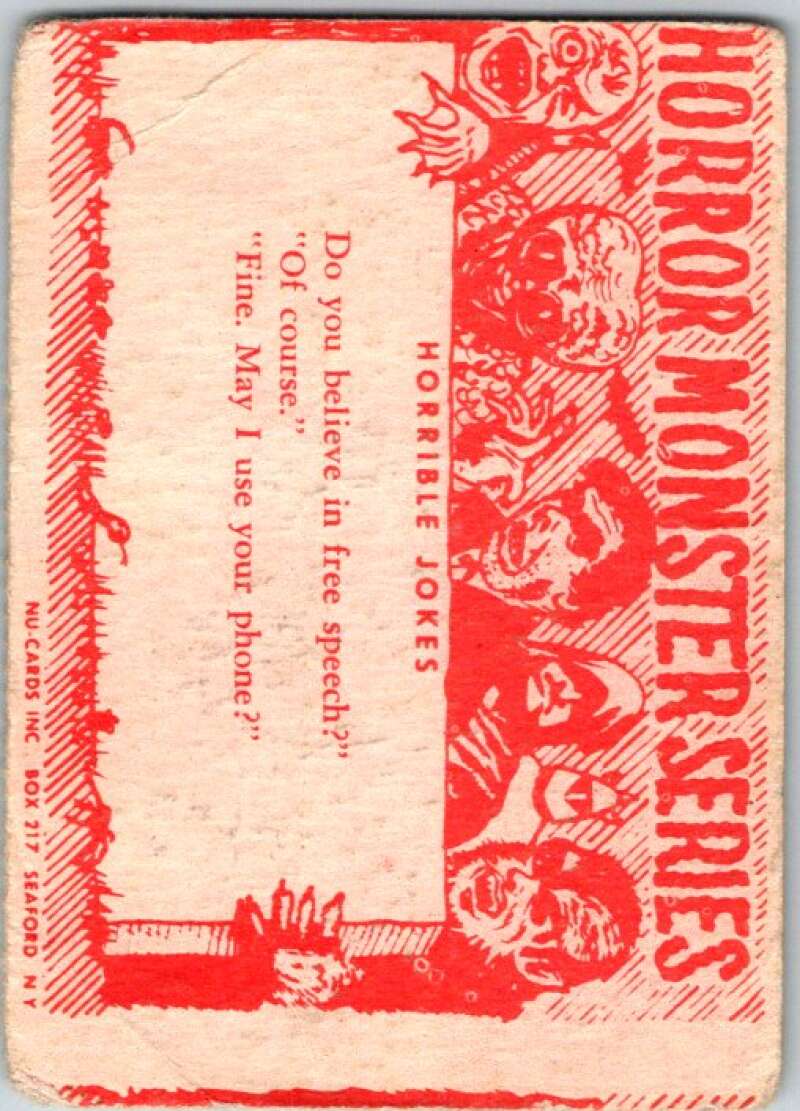 HORROR MONSTER SERIES
HORRIBLE JOKES
Do you believe in free speech?”
“Of course.”
“Fine. May I use your phone?”
NU-CARDS INC BOX 217 SEAFORD N Y